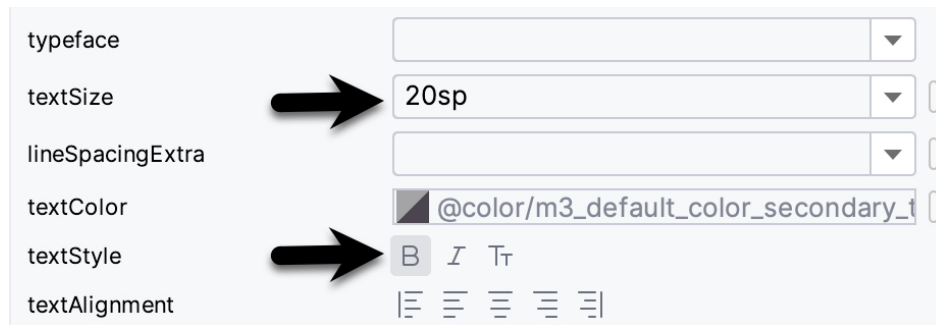 typeface
textSize 20sp
lineSpacingExtra
textColor @color/m3_default_color_secondary_t
textStyle B I Tт
textAlignment